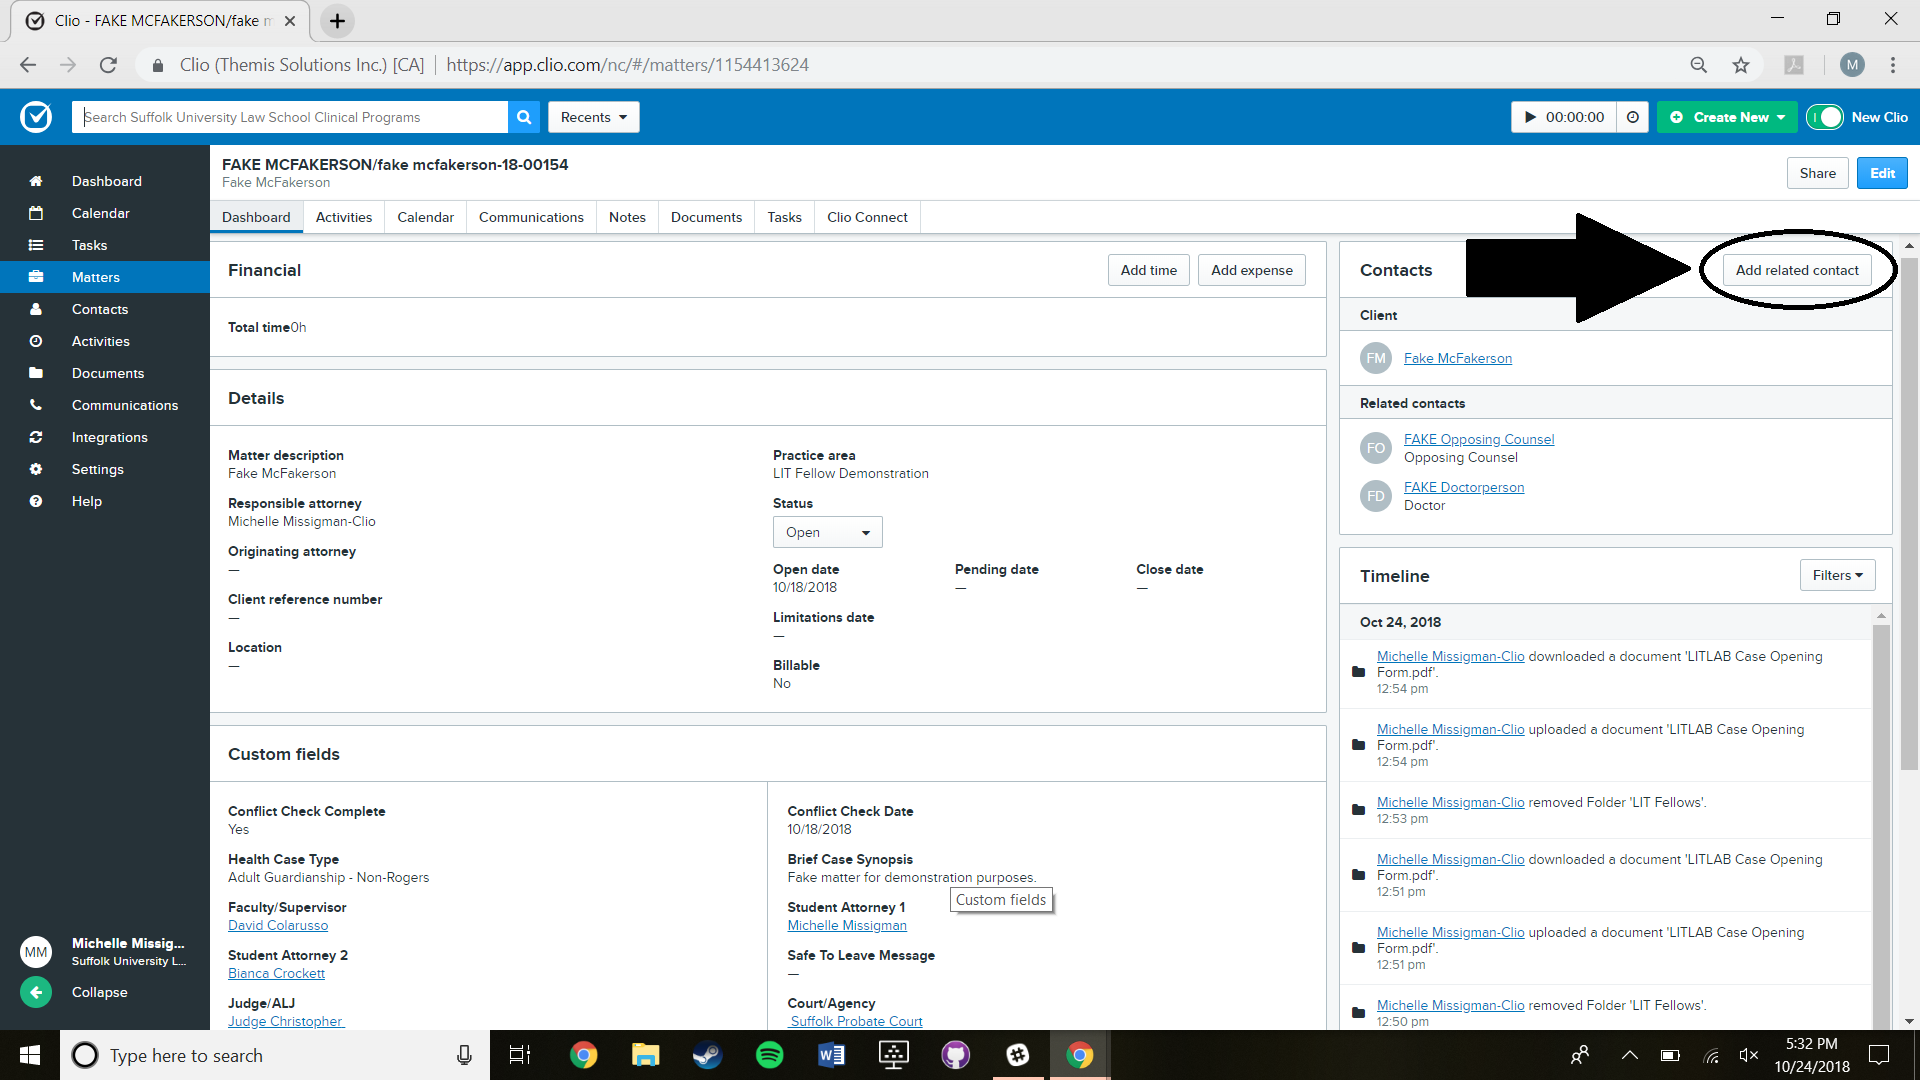 Clio - FAKE MCFAKERSON/fake m
Clio (Themis Solutions Inc.) [CA]
https://app.clio.com/nc/#/matters/1154413624
M
Search Suffolk University Law School Clinical Programs
Recents
00:00:00
Create New
New Clio
FAKE MCFAKERSON/fake mcfakerson-18-00154
Fake McFakerson
Share
Edit
Dashboard
Calendar
Tasks
Matters
Contacts
Activities
Documents
Communications
Integrations
Settings
Help
MM
Michelle Missig...
Suffolk University L...
Collapse
Dashboard
Activities
Calendar
Communications
Notes
Documents
Tasks
Clio Connect
Financial
Add time
Add expense
Total time0h
Details
Matter description
Fake McFakerson
Responsible attorney
Michelle Missigman-Clio
Originating attorney
—
Client reference number
—
Location
—
Practice area
LIT Fellow Demonstration
Status
Open
Open date
10/18/2018
Pending date
—
Close date
—
Limitations date
—
Billable
No
Custom fields
Conflict Check Complete
Yes
Health Case Type
Adult Guardianship - Non-Rogers
Faculty/Supervisor
David Colarusso
Student Attorney 2
Bianca Crockett
Judge/ALJ
Judge Christopher
Conflict Check Date
10/18/2018
Brief Case Synopsis
Fake matter for demonstration purposes.
Custom fields
Student Attorney 1
Michelle Missigman
Safe To Leave Message
—
Court/Agency
Suffolk Probate Court
Contacts
Add related contact
Client
FM
Fake McFakerson
Related contacts
FO
FAKE Opposing Counsel
Opposing Counsel
FD
FAKE Doctorperson
Doctor
Timeline
Filters
Oct 24, 2018
Michelle Missigman-Clio downloaded a document 'LITLAB Case Opening
Form.pdf'.
12:54 pm
Michelle Missigman-Clio uploaded a document 'LITLAB Case Opening
Form.pdf'.
12:54 pm
Michelle Missigman-Clio removed Folder 'LIT Fellows'.
12:53 pm
Michelle Missigman-Clio downloaded a document 'LITLAB Case Opening
Form.pdf'.
12:51 pm
Michelle Missigman-Clio uploaded a document 'LITLAB Case Opening
Form.pdf'.
12:51 pm
Michelle Missigman-Clio removed Folder 'LIT Fellows'.
12:50 pm
Type here to search
5:32 PM
10/24/2018